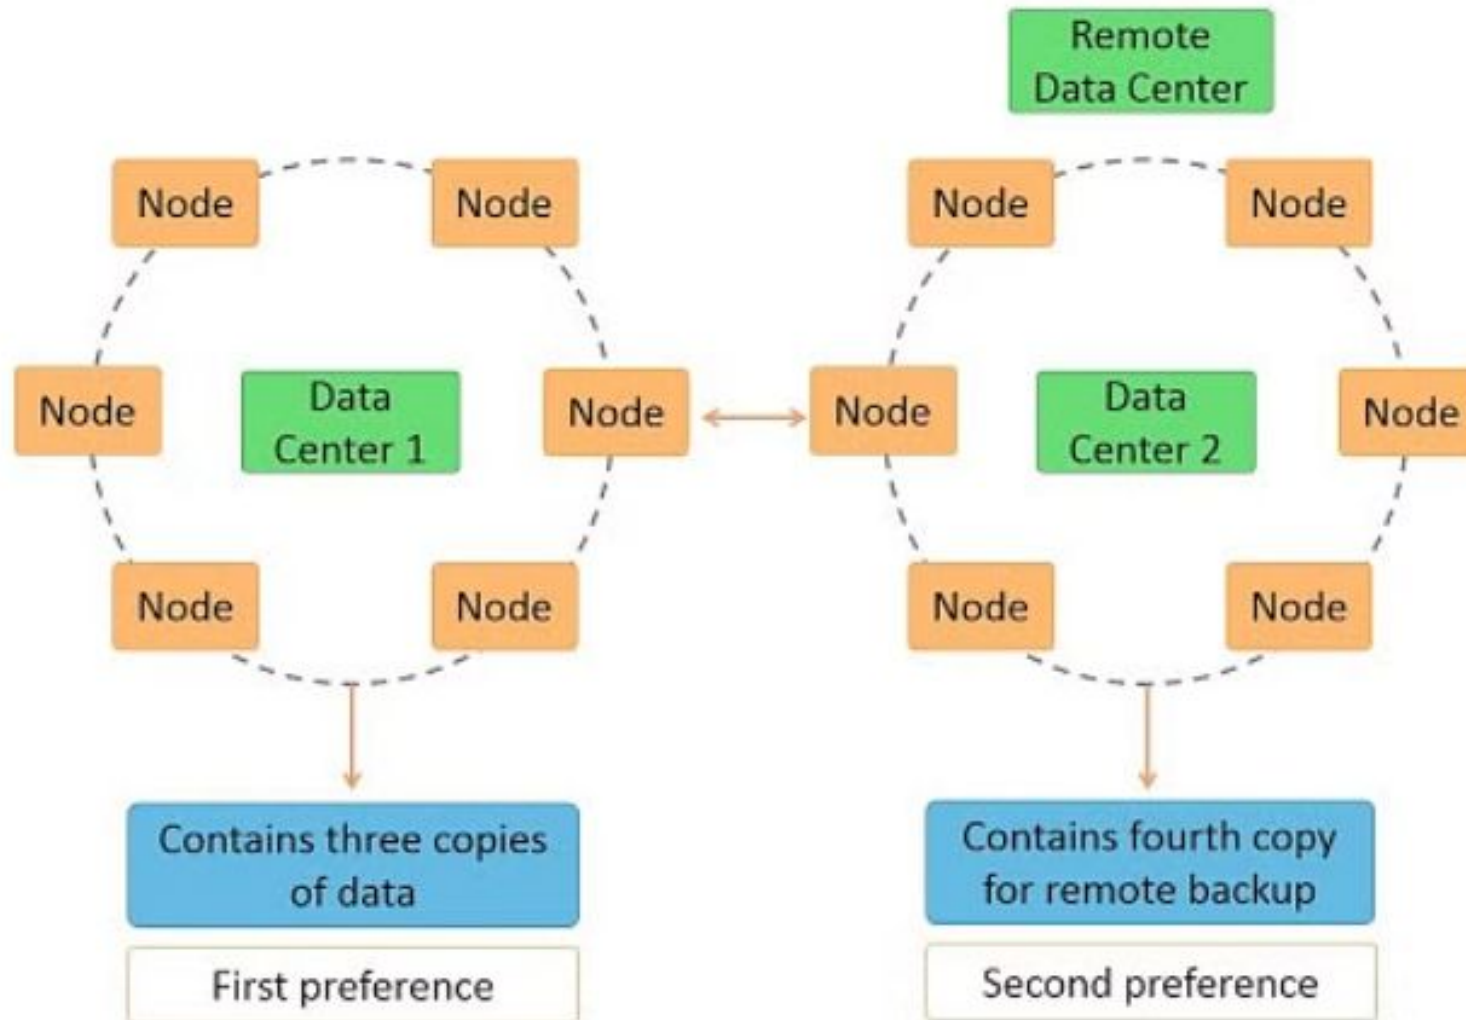 Remote
Data Center
Node
Node
Node
Node
Node
Data
Center 1
Node
Node
Data
Center 2
Node
Node
Node
Node
Node
Contains three copies
of data
Contains fourth copy
for remote backup
First preference
Second preference